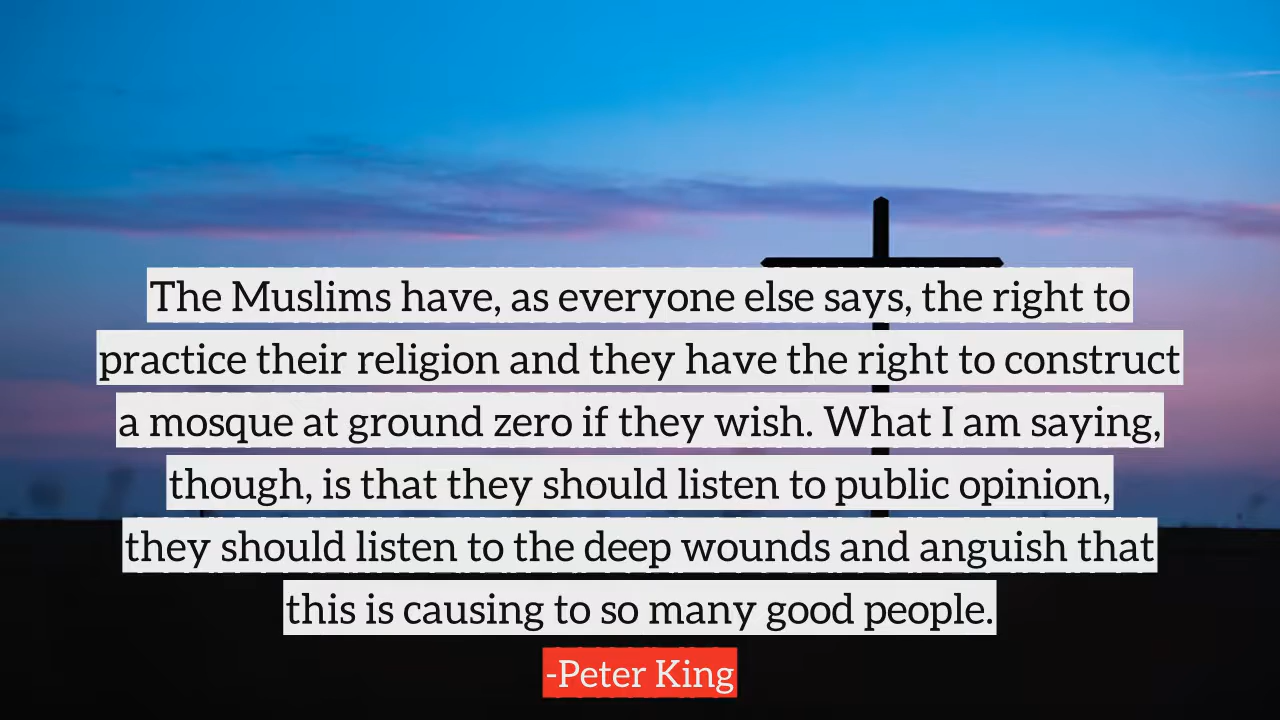 The Muslims have, as everyone else says, the right to
practice their religion and they have the right to construct
a mosque at ground zero if they wish. What I am saying,
though, is that they should listen to public opinion,
they should listen to the deep wounds and anguish that
this is causing to so many good people.
-Peter King